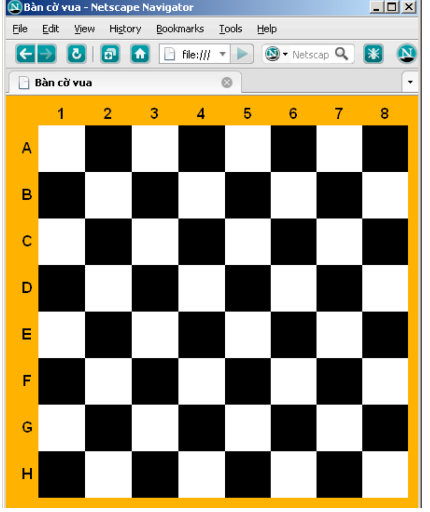 Bàn cờ vua - Netscape Navigator
File Edit View History Bookmarks Tools Help
file:/// Netscap
Bàn cờ vua
1 2 3 4 5 6 7 8
A
B
C
D
E
F
G
H